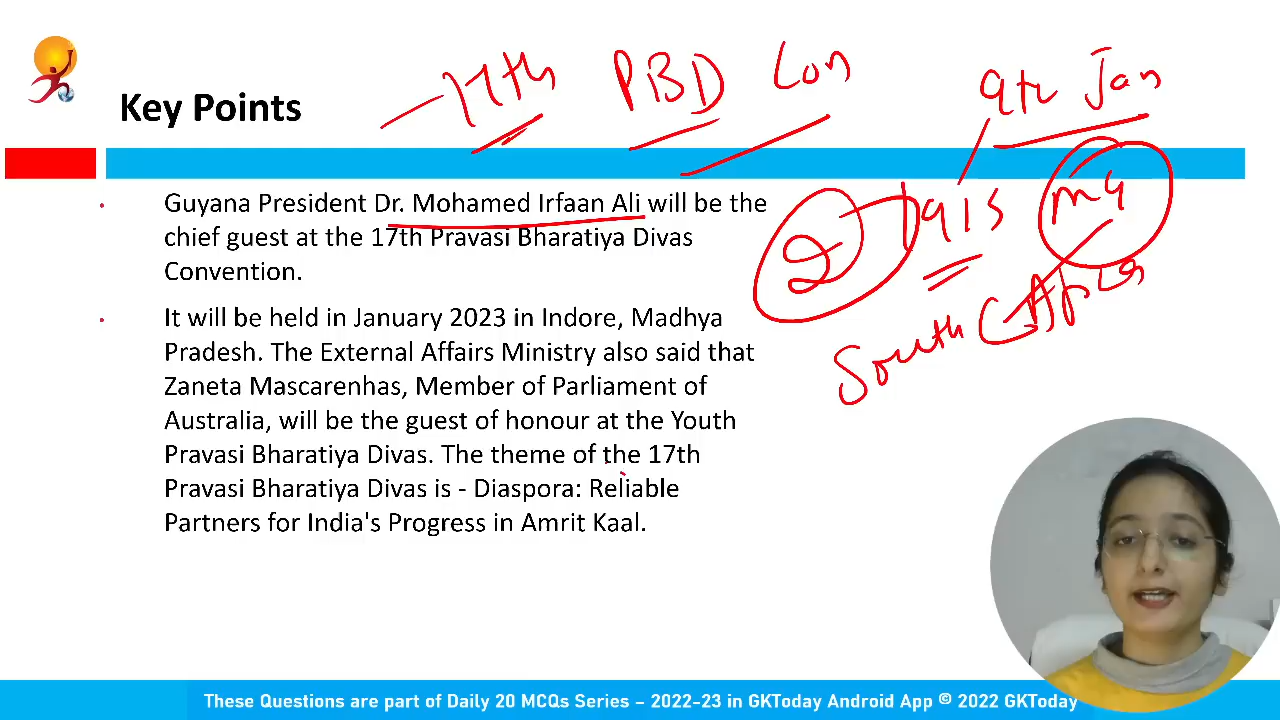 17th PBD Con 9th Jan
Key Points
2 1915 MG
South Africa
Guyana President Dr. Mohamed Irfaan Ali will be the
chief guest at the 17th Pravasi Bharatiya Divas
Convention.
It will be held in January 2023 in Indore, Madhya
Pradesh. The External Affairs Ministry also said that
Zaneta Mascarenhas, Member of Parliament of
Australia, will be the guest of honour at the Youth
Pravasi Bharatiya Divas. The theme of the 17th
Pravasi Bharatiya Divas is - Diaspora: Reliable
Partners for India's Progress in Amrit Kaal.
These Questions are part of Daily 20 MCQs Series – 2022-23 in GKToday Android App © 2022 GKToday